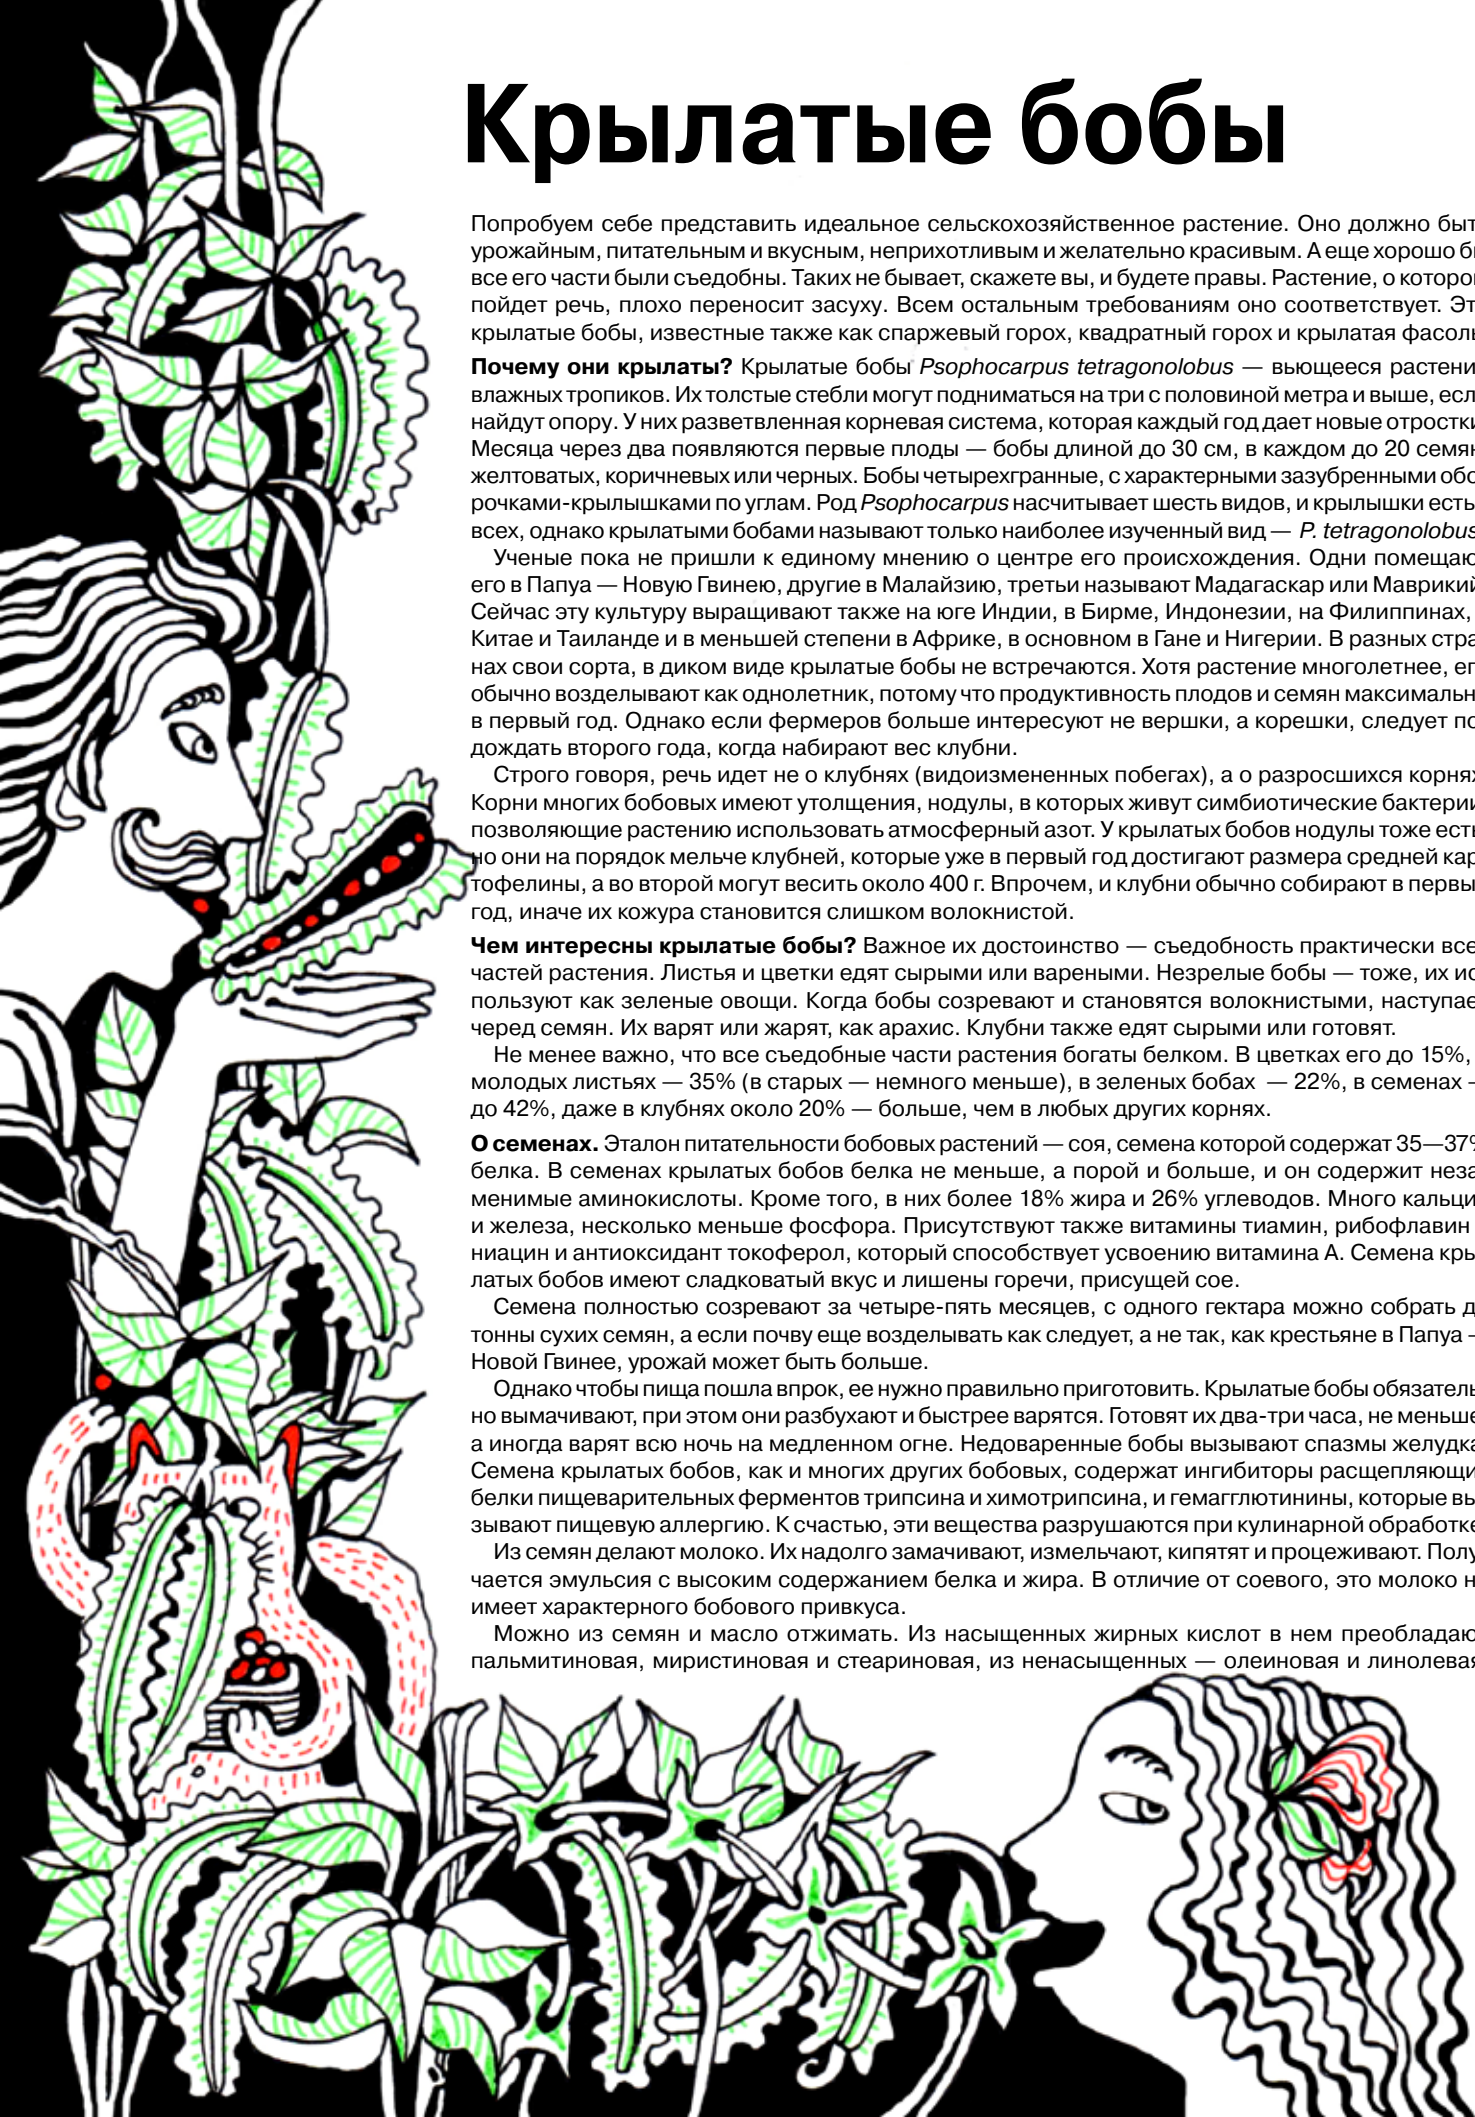 Крылатые бобы
Попробуем себе представить идеальное сельскохозяйственное растение. Оно должно быт
урожайным, питательным и вкусным, неприхотливым и желательно красивым. А еще хорошо б
все его части были съедобны. Таких не бывает, скажете вы, и будете правы. Растение, о которо
пойдет речь, плохо переносит засуху. Всем остальным требованиям оно соответствует. Эт
крылатые бобы, известные также как спаржевый горох, квадратный горох и крылатая фасоль
Почему они крылаты? Крылатые бобы Psophocarpus tetragonolobus — вьющееся растени
влажных тропиков. Их толстые стебли могут подниматься на три с половиной метра и выше, есл
найдут опору. У них разветвленная корневая система, которая каждый год дает новые отростки
Месяца через два появляются первые плоды — бобы длиной до 30 см, в каждом до 20 семян
желтоватых, коричневых или черных. Бобы четырехгранные, с характерными зазубренными обо
рочками-крылышками по углам. Род Psophocarpus насчитывает шесть видов, и крылышки есть
всех, однако крылатыми бобами называют только наиболее изученный вид — P. tetragonolobus
Ученые пока не пришли к единому мнению о центре его происхождения. Одни помещаю
его в Папуа — Новую Гвинею, другие в Малайзию, третьи называют Мадагаскар или Маврикий
Сейчас эту культуру выращивают также на юге Индии, в Бирме, Индонезии, на Филиппинах,
Китае и Таиланде и в меньшей степени в Африке, в основном в Гане и Нигерии. В разных стра
нах свои сорта, в диком виде крылатые бобы не встречаются. Хотя растение многолетнее, ег
обычно возделывают как однолетник, потому что продуктивность плодов и семян максимальн
в первый год. Однако если фермеров больше интересуют не вершки, а корешки, следует по
дождать второго года, когда набирают вес клубни.
Строго говоря, речь идет не о клубнях (видоизмененных побегах), а о разросшихся корнях
Корни многих бобовых имеют утолщения, нодулы, в которых живут симбиотические бактерии
позволяющие растению использовать атмосферный азот. У крылатых бобов нодулы тоже есть
но они на порядок мельче клубней, которые уже в первый год достигают размера средней кар
тофелины, а во второй могут весить около 400 г. Впрочем, и клубни обычно собирают в первы
год, иначе их кожура становится слишком волокнистой.
Чем интересны крылатые бобы? Важное их достоинство — съедобность практически все
частей растения. Листья и цветки едят сырыми или вареными. Незрелые бобы — тоже, их ис
пользуют как зеленые овощи. Когда бобы созревают и становятся волокнистыми, наступае
черед семян. Их варят или жарят, как арахис. Клубни также едят сырыми или готовят.
Не менее важно, что все съедобные части растения богаты белком. В цветках его до 15%,
молодых листьях — 35% (в старых — немного меньше), в зеленых бобах — 22%, в семенах —
до 42%, даже в клубнях около 20% — больше, чем в любых других корнях.
О семенах. Эталон питательности бобовых растений — соя, семена которой содержат 35—37%
белка. В семенах крылатых бобов белка не меньше, а порой и больше, и он содержит неза
менимые аминокислоты. Кроме того, в них более 18% жира и 26% углеводов. Много кальци
и железа, несколько меньше фосфора. Присутствуют также витамины тиамин, рибофлавин
ниацин и антиоксидант токоферол, который способствует усвоению витамина А. Семена кры
латых бобов имеют сладковатый вкус и лишены горечи, присущей сое.
Семена полностью созревают за четыре-пять месяцев, с одного гектара можно собрать д
тонны сухих семян, а если почву еще возделывать как следует, а не так, как крестьяне в Папуа —
Новой Гвинее, урожай может быть больше.
Однако чтобы пища пошла впрок, ее нужно правильно приготовить. Крылатые бобы обязатель
но вымачивают, при этом они разбухают и быстрее варятся. Готовят их два-три часа, не меньше
а иногда варят всю ночь на медленном огне. Недоваренные бобы вызывают спазмы желудка
Семена крылатых бобов, как и многих других бобовых, содержат ингибиторы расщепляющи
белки пищеварительных ферментов трипсина и химотрипсина, и гемагглютинины, которые вы
зывают пищевую аллергию. К счастью, эти вещества разрушаются при кулинарной обработке
Из семян делают молоко. Их надолго замачивают, измельчают, кипятят и процеживают. Полу
чается эмульсия с высоким содержанием белка и жира. В отличие от соевого, это молоко н
имеет характерного бобового привкуса.
Можно из семян и масло отжимать. Из насыщенных жирных кислот в нем преобладаю
пальмитиновая, миристиновая и стеариновая, из ненасыщенных — олеиновая и линолевая